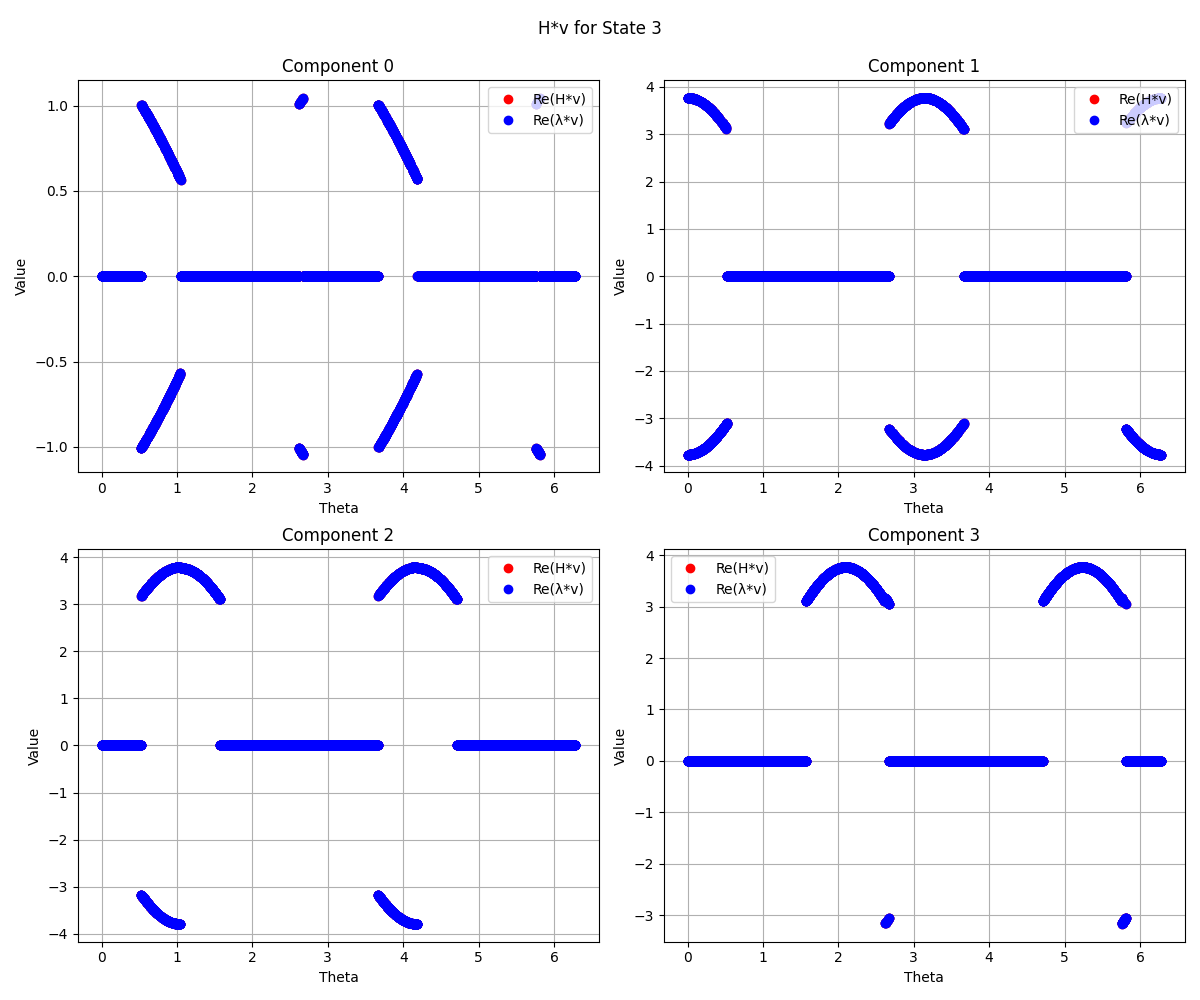 H*v for State 3
Component 0
Value
1.0
0.5
0.0
−0.5
−1.0
Re(H*v)
Re(λ*v)
0 1 2 3 4 5 6
Theta
Component 1
Value
4
3
2
1
0
−1
−2
−3
−4
Re(H*v)
Re(λ*v)
0 1 2 3 4 5 6
Theta
Component 2
Value
4
3
2
1
0
−1
−2
−3
−4
Re(H*v)
Re(λ*v)
0 1 2 3 4 5 6
Theta
Component 3
Value
4
3
2
1
0
−1
−2
−3
Re(H*v)
Re(λ*v)
0 1 2 3 4 5 6
Theta